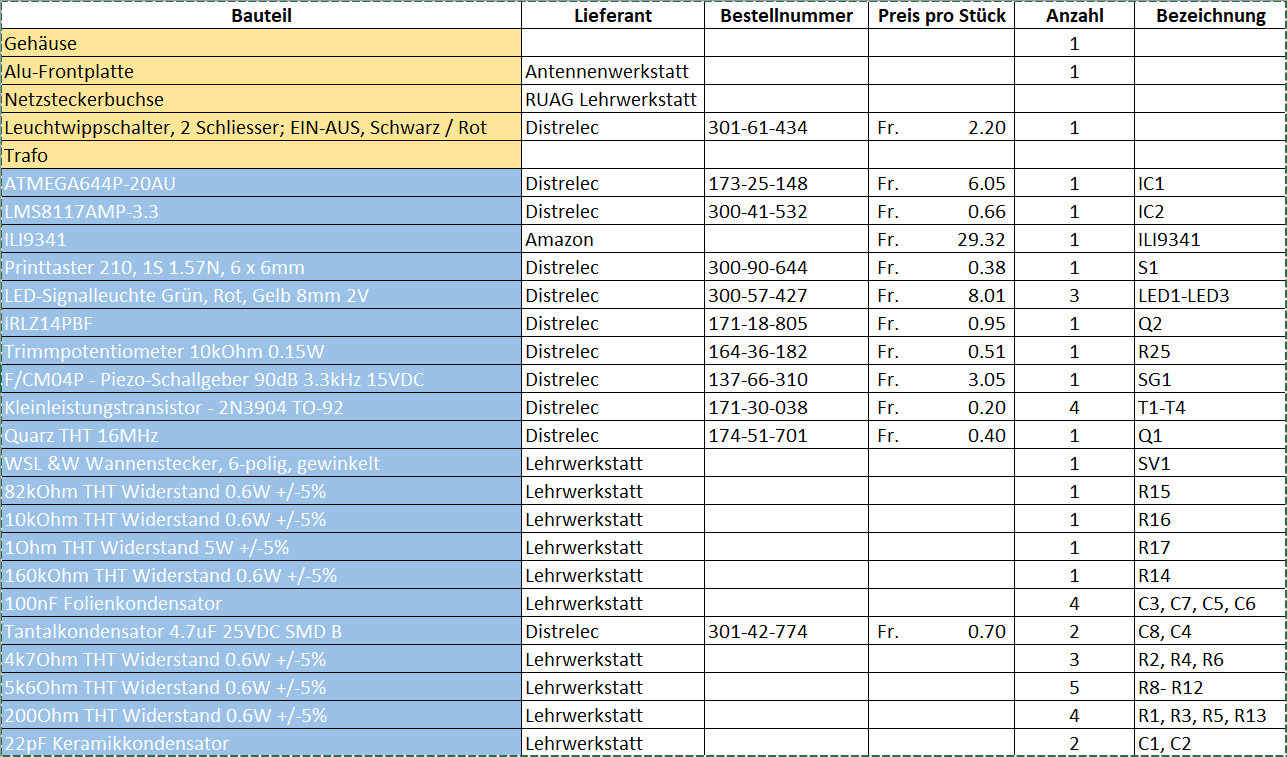 Bauteil Lieferant Bestellnummer Preis pro Stück Anzahl Bezeichnung
Gehäuse 1
Alu-Frontplatte Antennenwerkstatt 1
Netzsteckerbuchse RUAG Lehrwerkstatt
Leuchtwippschalter, 2 Schliesser; EIN-AUS, Schwarz / Rot Distrelec 301-61-434 Fr. 2.20 1
Trafo
ATMEGA644P-20AU Distrelec 173-25-148 Fr. 6.05 1 IC1
LMS8117AMP-3.3 Distrelec 300-41-532 Fr. 0.66 1 IC2
ILI9341 Amazon Fr. 29.32 1 ILI9341
Printtaster 210, 1S 1.57N, 6 x 6mm Distrelec 300-90-644 Fr. 0.38 1 S1
LED-Signalleuchte Grün, Rot, Gelb 8mm 2V Distrelec 300-57-427 Fr. 8.01 3 LED1-LED3
IRLZ14PBF Distrelec 171-18-805 Fr. 0.95 1 Q2
Trimmpotentiometer 10kOhm 0.15W Distrelec 164-36-182 Fr. 0.51 1 R25
F/CM04P - Piezo-Schallgeber 90dB 3.3kHz 15VDC Distrelec 137-66-310 Fr. 3.05 1 SG1
Kleinleistungstransistor - 2N3904 TO-92 Distrelec 171-30-038 Fr. 0.20 4 T1-T4
Quarz THT 16MHz Distrelec 174-51-701 Fr. 0.40 1 Q1
WSL &W Wannenstecker, 6-polig, gewinkelt Lehrwerkstatt 1 SV1
82kOhm THT Widerstand 0.6W +/-5% Lehrwerkstatt 1 R15
10kOhm THT Widerstand 0.6W +/-5% Lehrwerkstatt 1 R16
1Ohm THT Widerstand 5W +/-5% Lehrwerkstatt 1 R17
160kOhm THT Widerstand 0.6W +/-5% Lehrwerkstatt 1 R14
100nF Folienkondensator Lehrwerkstatt 4 C3, C7, C5, C6
Tantalkondensator 4.7uF 25VDC SMD B Distrelec 301-42-774 Fr. 0.70 2 C8, C4
4k7Ohm THT Widerstand 0.6W +/-5% Lehrwerkstatt 3 R2, R4, R6
5k6Ohm THT Widerstand 0.6W +/-5% Lehrwerkstatt 5 R8- R12
200Ohm THT Widerstand 0.6W +/-5% Lehrwerkstatt 4 R1, R3, R5, R13
22pF Keramikkondensator Lehrwerkstatt 2 C1, C2